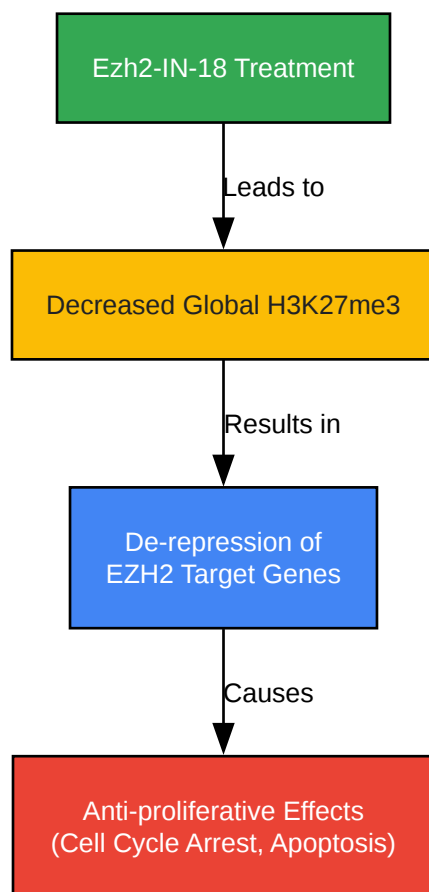 Ezh2-IN-18 Treatment
Leads to
Decreased Global H3K27me3
Results in
De-repression of
EZH2 Target Genes
Causes
Anti-proliferative Effects
(Cell Cycle Arrest, Apoptosis)